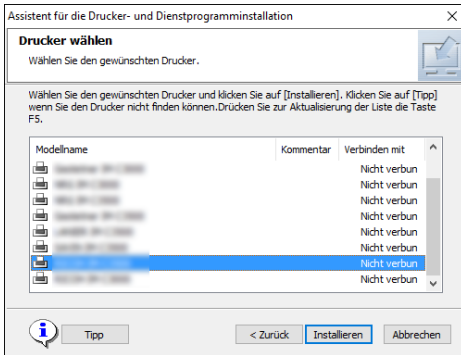 Assistent für die Drucker- und Dienstprogramminstallation
Drucker wählen
Wählen Sie den gewünschten Drucker.
Wählen Sie den gewünschten Drucker und klicken Sie auf [Installieren]. Klicken Sie auf [Tipp]
wenn Sie den Drucker nicht finden können.Drücken Sie zur Aktualisierung der Liste die Taste
F5.
Modellname Kommentar Verbinden mit
Nicht verbun
Nicht verbun
Nicht verbun
Nicht verbun
Nicht verbun
Nicht verbun
Nicht verbun
Nicht verbun
Tipp < Zurück Installieren Abbrechen